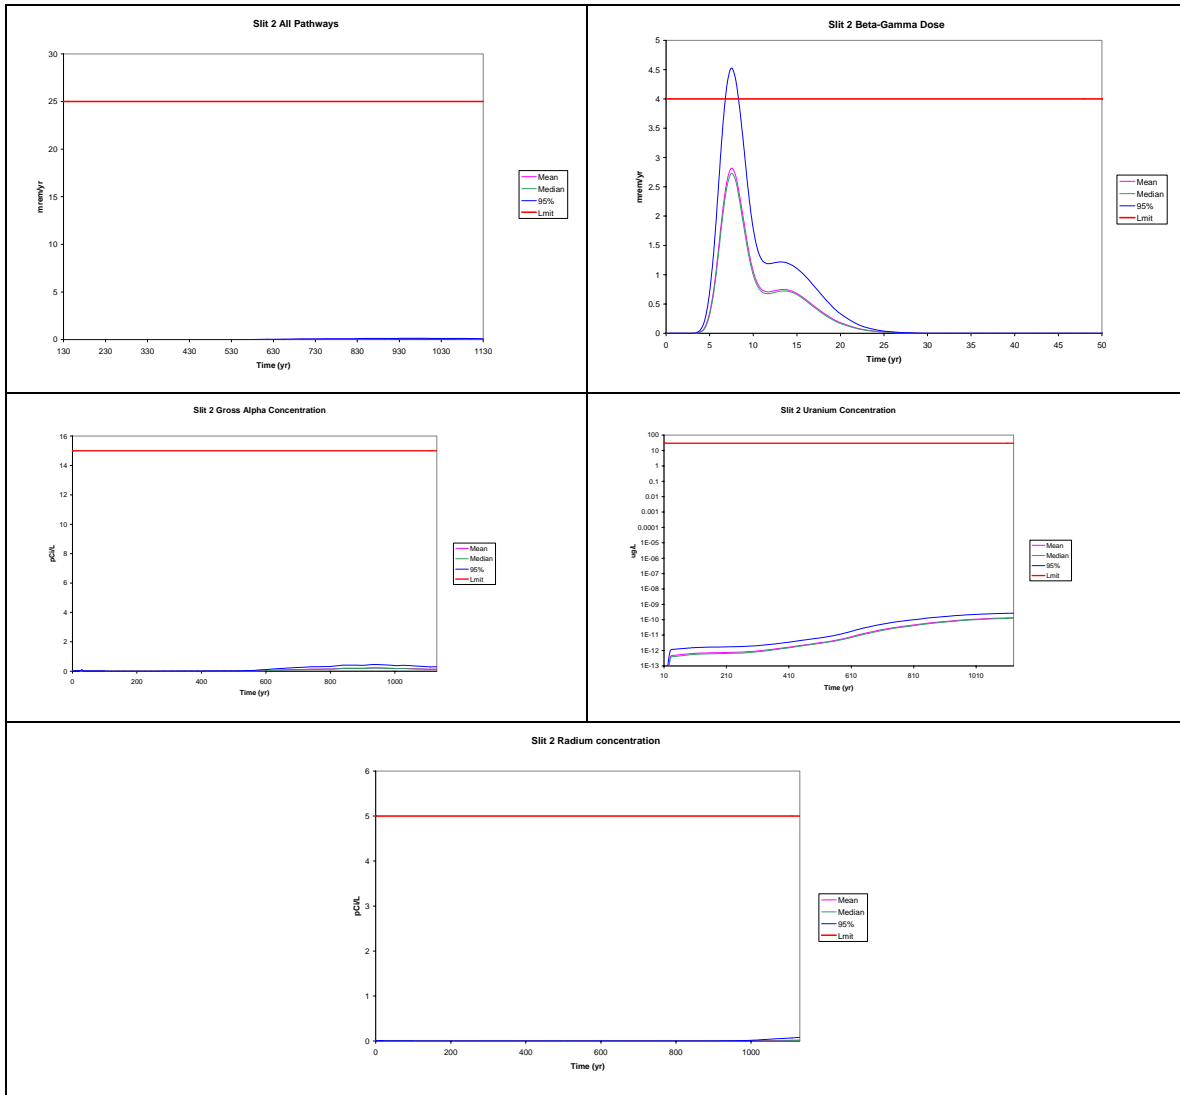 Slit 2 All Pathways
30
25
20
15
10
5
0
130 230 330 430 530 630 730 830 930 1030 1130
mrem/yr
Time (yr)
Mean
Median
95%
Lmit
Slit 2 Beta-Gamma Dose
5
4.5
4
3.5
3
2.5
2
1.5
1
0.5
0
0 5 10 15 20 25 30 35 40 45 50
mrem/yr
Time (yr)
Mean
Median
95%
Lmit
Slit 2 Gross Alpha Concentration
16
14
12
10
8
6
4
2
0
0 200 400 600 800 1000
pCi/L
Time (yr)
Mean
Median
95%
Lmit
Slit 2 Uranium Concentration
100
10
1
0.1
0.01
0.001
0.0001
1E-05
1E-06
1E-07
1E-08
1E-09
1E-10
1E-11
1E-12
1E-13
10 210 410 610 810 1010
ug/L
Time (yr)
Mean
Median
95%
Lmit
Slit 2 Radium concentration
6
5
4
3
2
1
0
0 200 400 600 800 1000
pCi/L
Time (yr)
Mean
Median
95%
Lmit